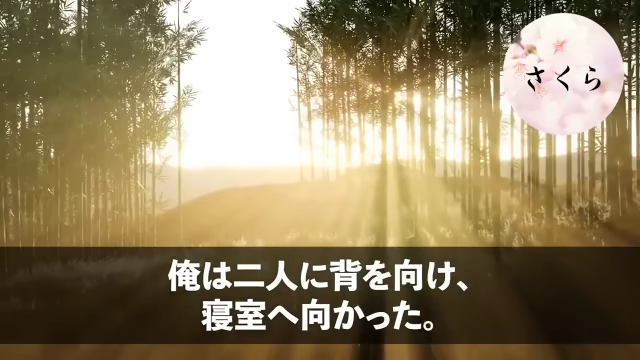 さくら
俺は二人に背を向け、
寝室へ向かった。